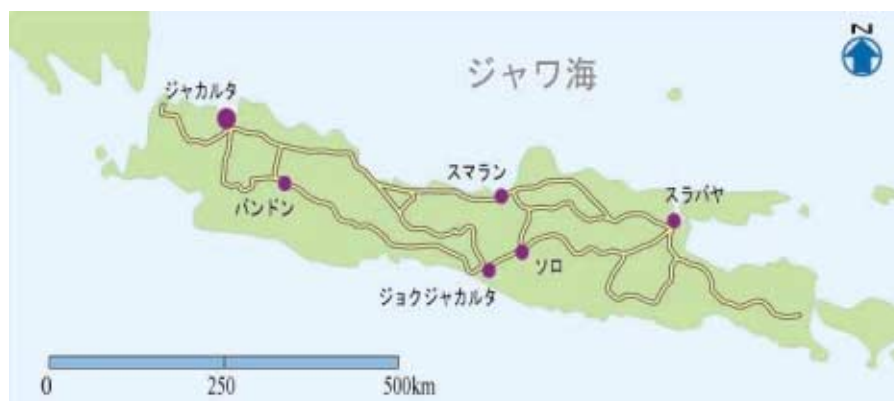 N
ジャワ海
ジャカルタ
バンドン
スマラン
スラバヤ
ソロ
ジョクジャカルタ
0
250
500km